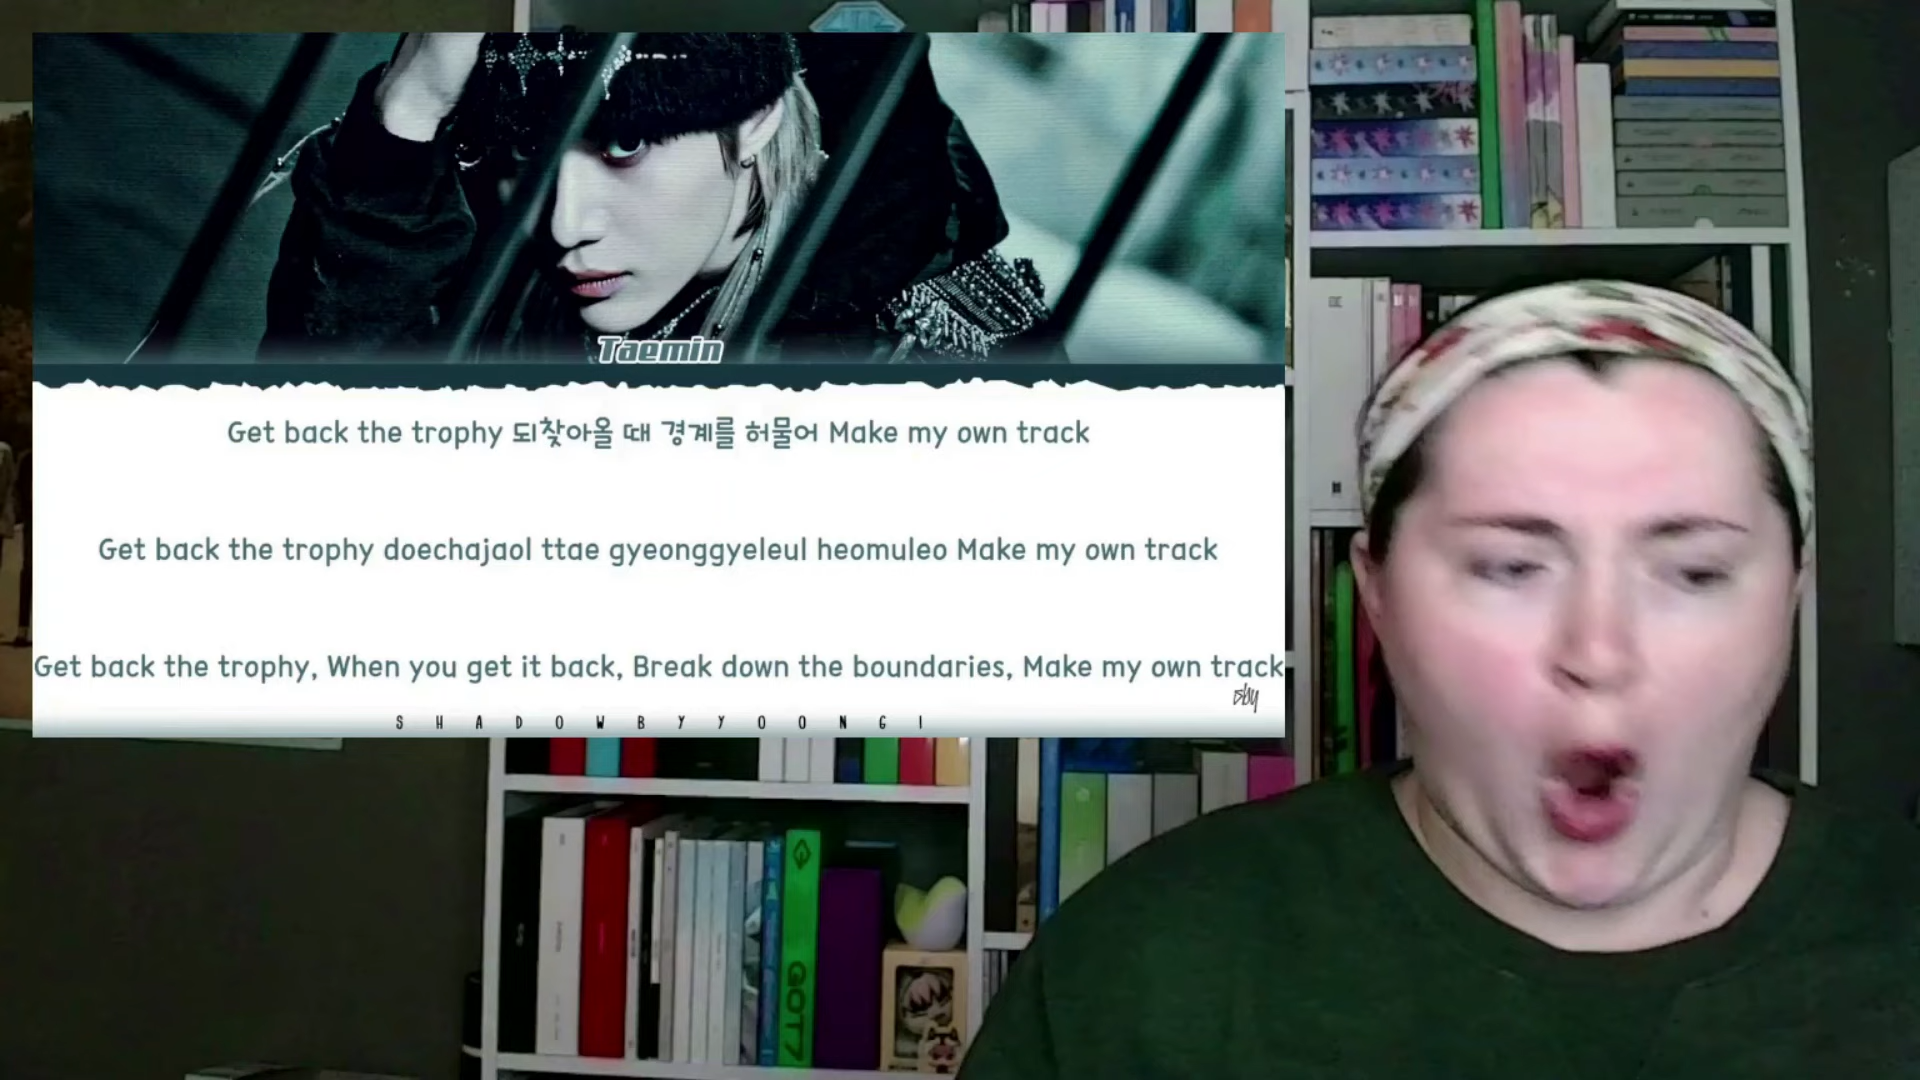 Taemin
Get back the trophy 되찾아올 때 경계를 허물어 Make my own track
Get back the trophy doechajaol ttae gyeonggyeleul heomuleo Make my own track
Get back the trophy, When you get it back, Break down the boundaries, Make my own track
sby
SHADOWBYYOONGI
GOT7